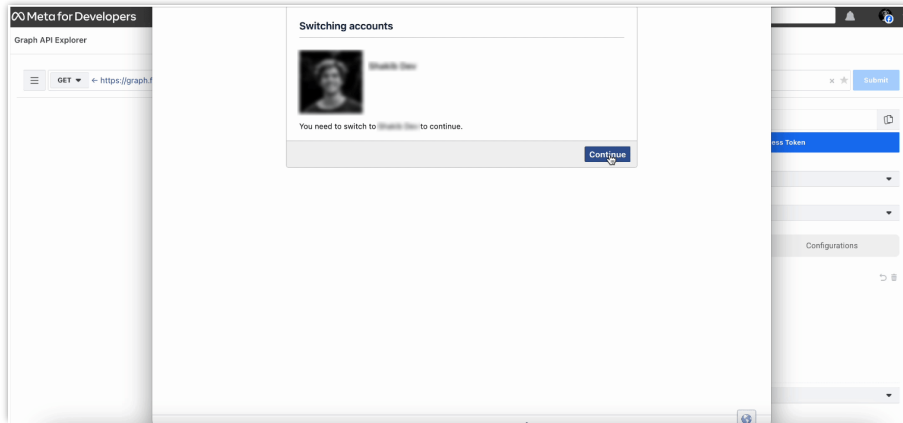 Meta for Developers
Graph API Explorer
GET
← https://graph.f
Submit
Switching accounts
You need to switch to to continue.
Continue
ess Token
Configurations